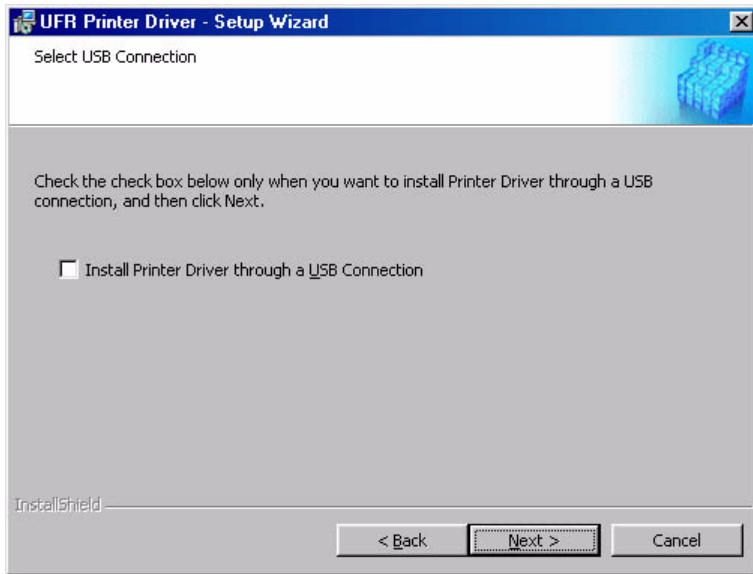 UFR Printer Driver - Setup Wizard
Select USB Connection
Check the check box below only when you want to install Printer Driver through a USB
connection, and then click Next.
Install Printer Driver through a USB Connection
InstallShield
< Back Next > Cancel